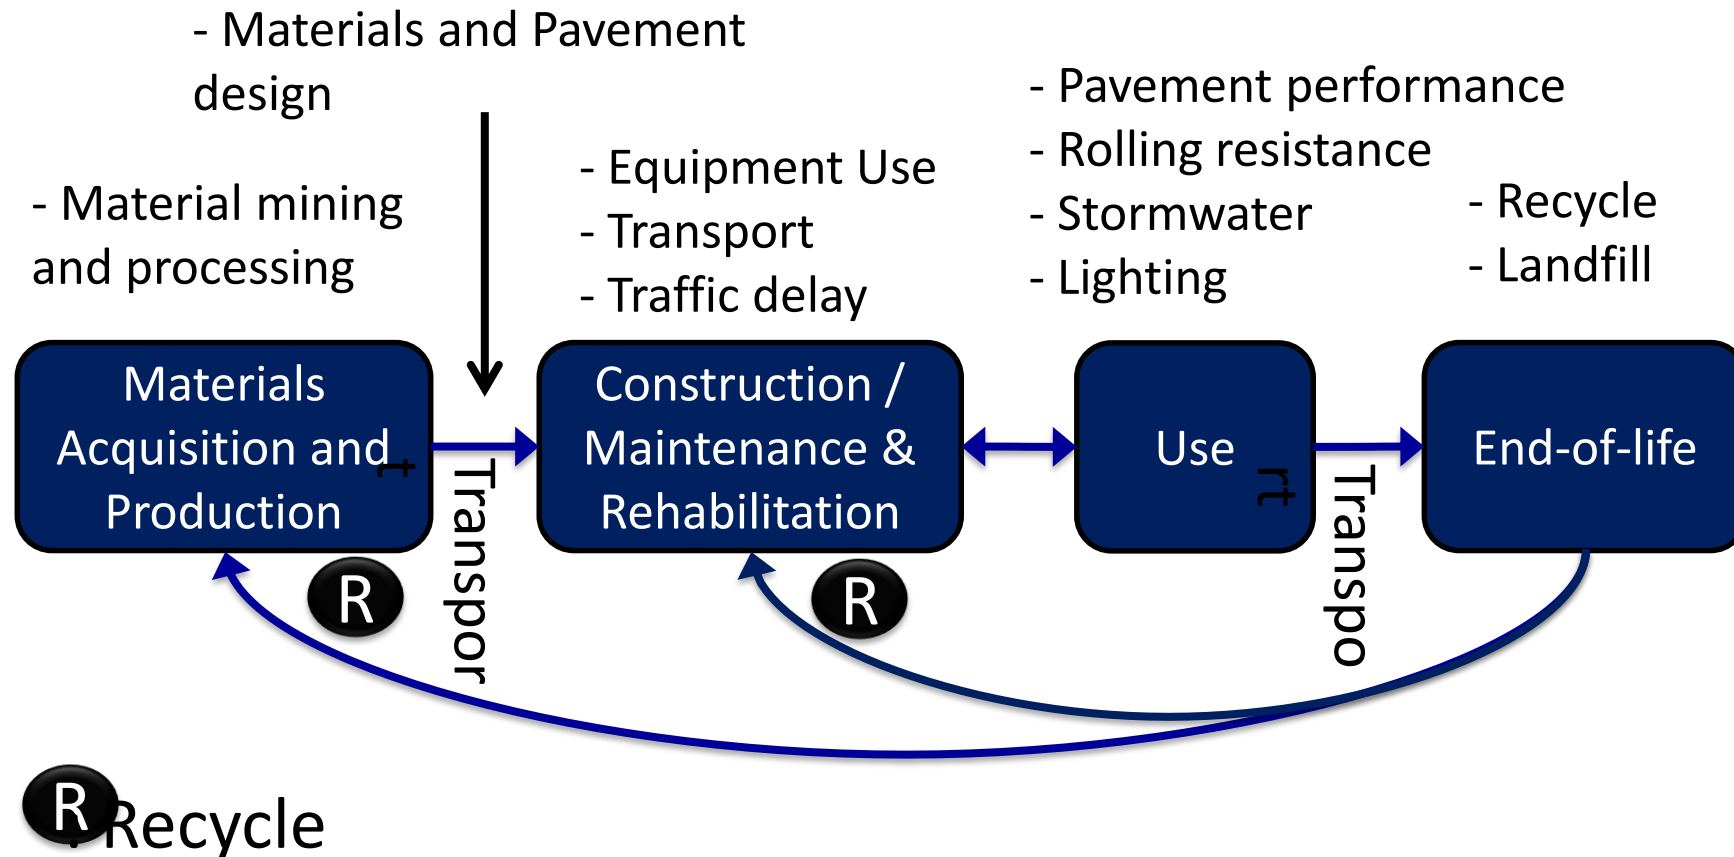 - Materials and Pavement
design
- Material mining
and processing
- Equipment Use
- Transport
- Traffic delay
- Pavement performance
- Rolling resistance
- Stormwater
- Lighting
- Recycle
- Landfill
Materials
Acquisition and
Production
Transpor
t
Construction /
Maintenance &
Rehabilitation
Use
Transpo
rt
End-of-life
R
R
R
: Recycle